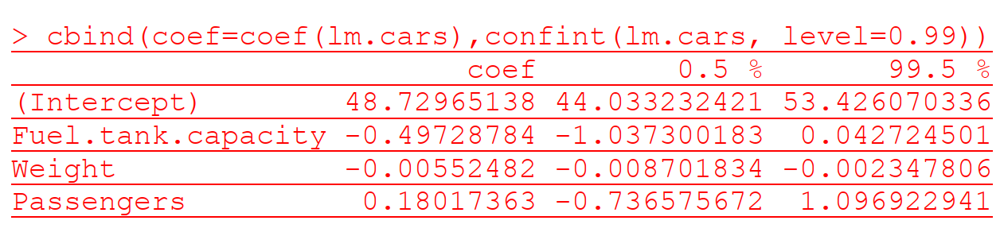 > cbind(coef=coef(lm.cars),confint(lm.cars, level=0.99))
coef 0.5 % 99.5 %
(Intercept) 48.72965138 44.033232421 53.426070336
Fuel.tank.capacity -0.49728784 -1.037300183 0.042724501
Weight -0.00552482 -0.008701834 -0.002347806
Passengers 0.18017363 -0.736575672 1.096922941